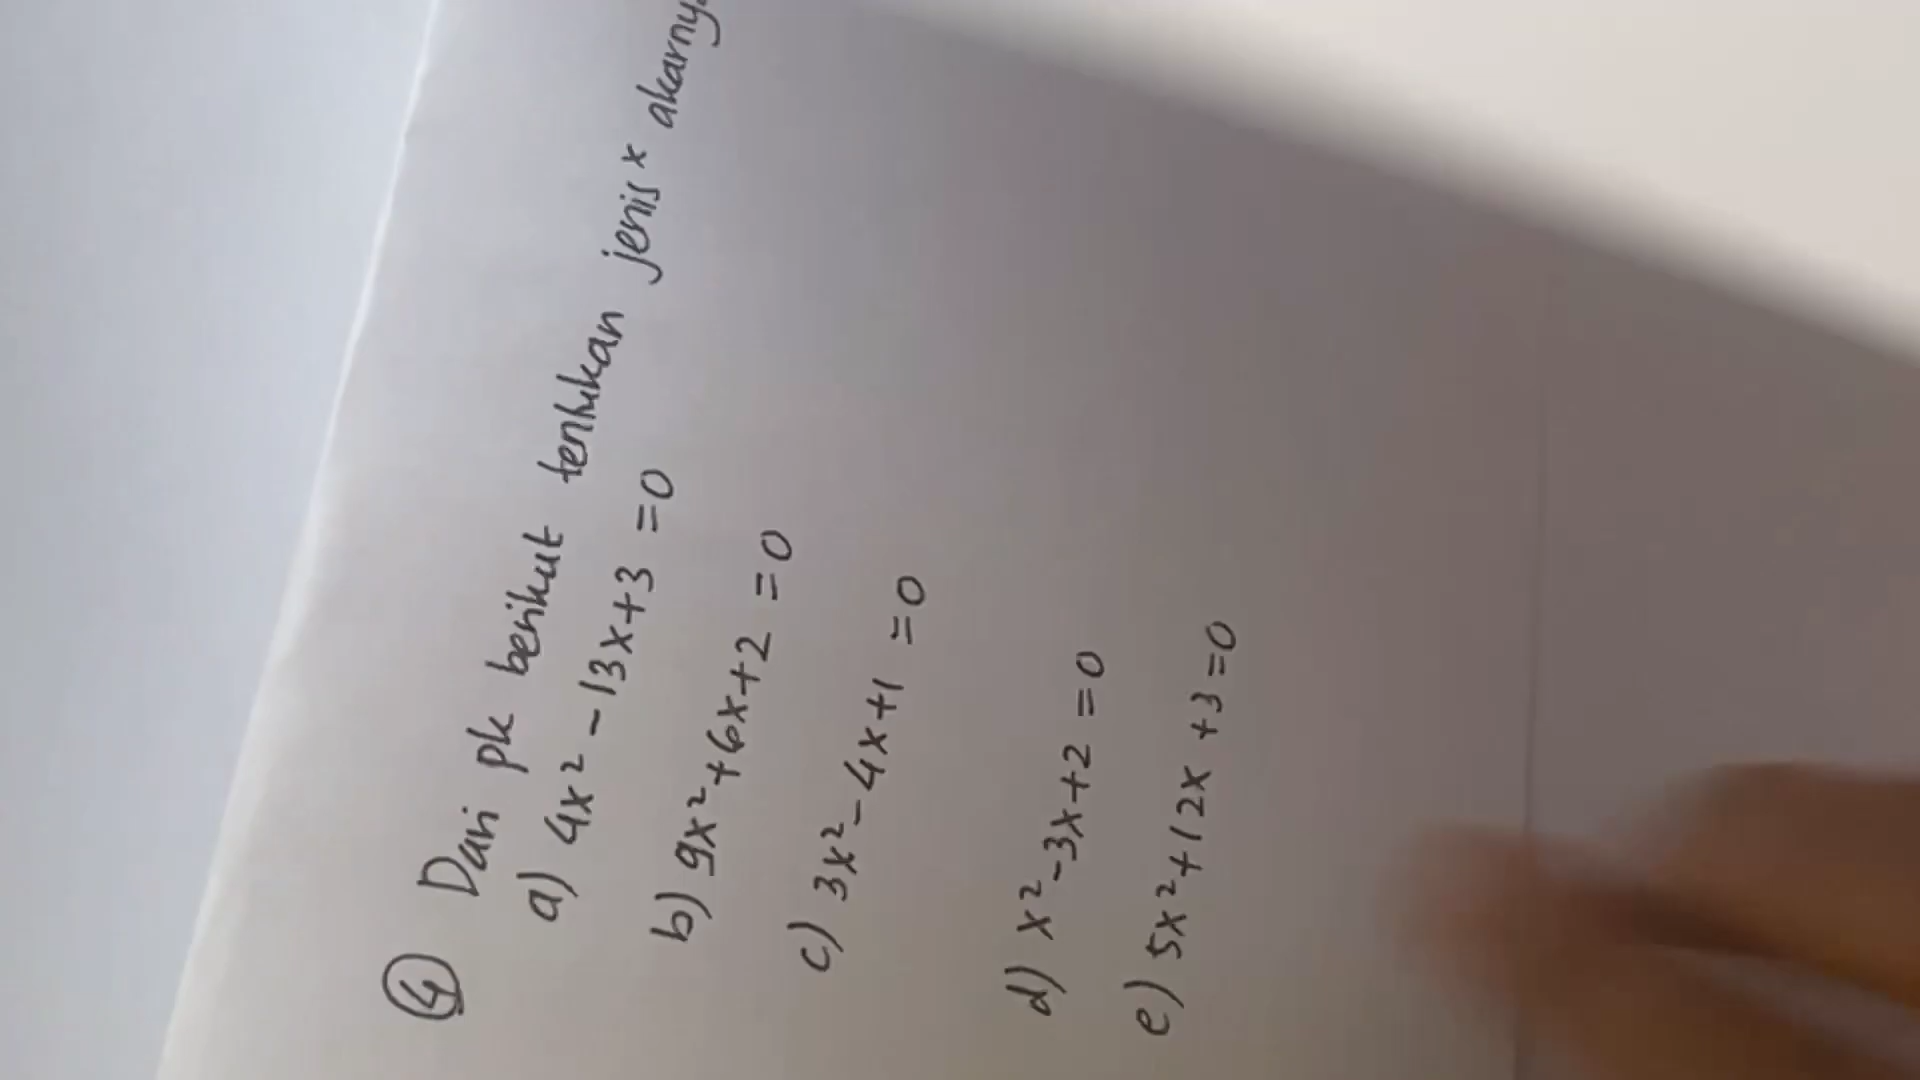 ④ Dari pk berikut tentukan jenis x akarnya
a) 4x² - 13x + 3 = 0
b) 9x² + 6x + 2 = 0
c) 3x² - 4x + 1 = 0
d) x² - 3x + 2 = 0
e) 5x² + 12x + 3 = 0